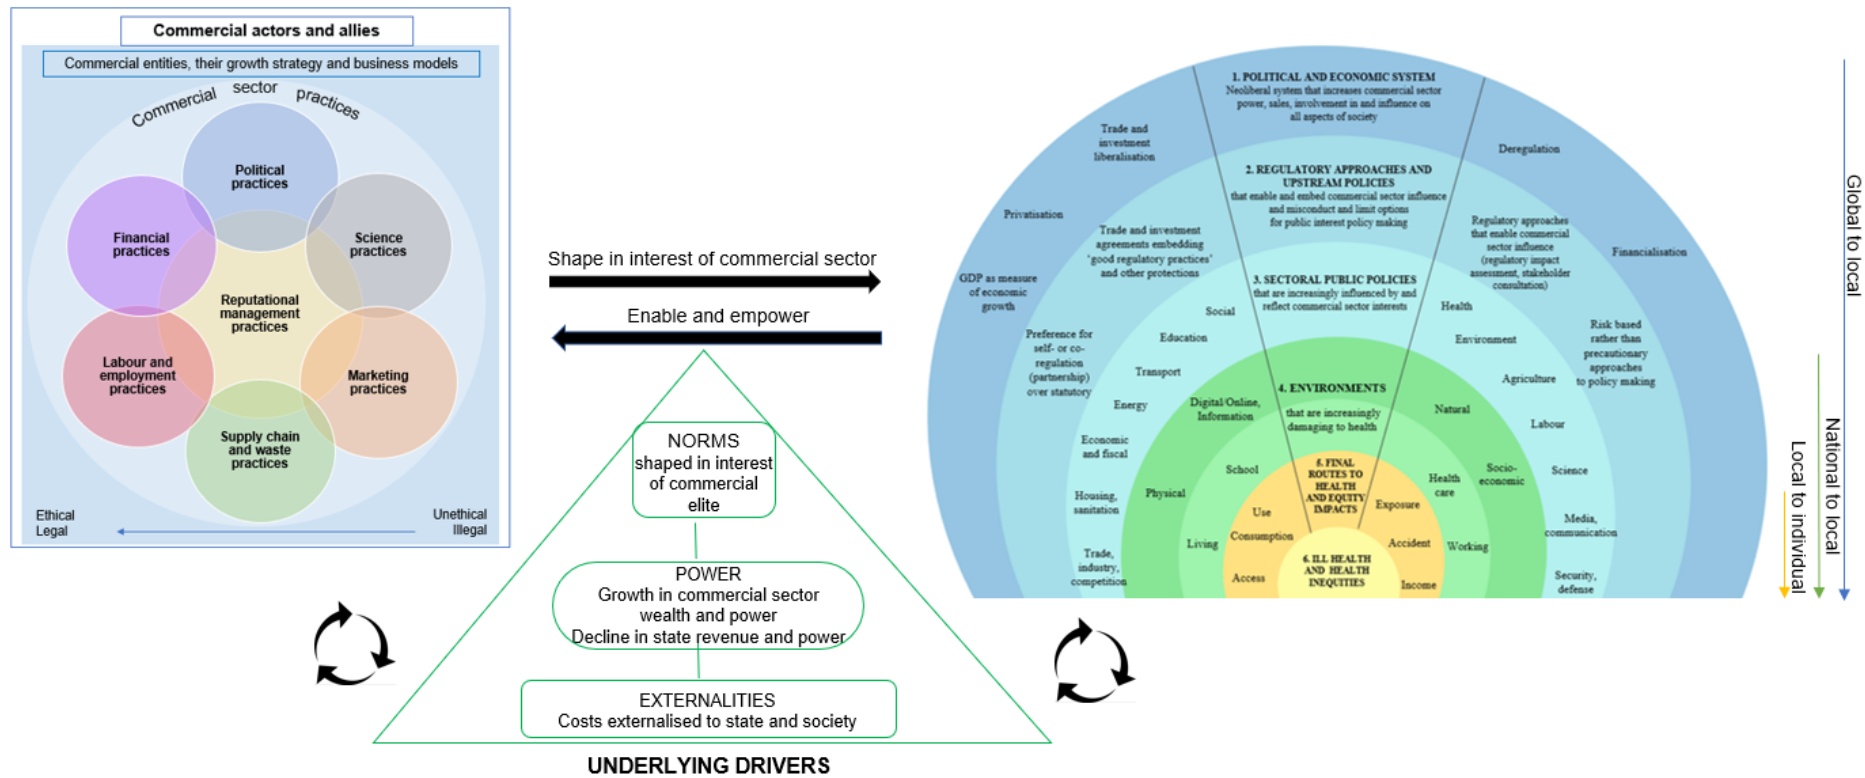 Commercial actors and allies
Commercial entities, their growth strategy and business models
Commercial sector practices
Political
practices
Financial
practices
Science
practices
Reputational
management
practices
Labour and
employment
practices
Marketing
practices
Supply chain
and waste
practices
Ethical
Legal
Unethical
Illegal
Shape in interest of commercial sector
Enable and empower
NORMS
shaped in interest
of commercial
elite
POWER
Growth in commercial sector
wealth and power
Decline in state revenue and power
EXTERNALITIES
Costs externalised to state and society
UNDERLYING DRIVERS
1. POLITICAL AND ECONOMIC SYSTEM
Neoliberal system that increases commercial sector
power, sales, involvement in and influence on
all aspects of society
Trade and
investment
liberalisation
Privatisation
GDP as measure
of economic
growth
Deregulation
Financialisation
2. REGULATORY APPROACHES AND
UPSTREAM POLICIES
that enable and embed commercial sector influence
and misconduct and limit options
for public interest policy making
Trade and investment
agreements embedding
'good regulatory practices'
and other protections
Preference for
self- or co-
regulation
(partnership)
over statutory
Regulatory approaches
that enable commercial
sector influence
(regulatory impact
assessment, stakeholder
consultation)
Risk based
rather than
precautionary
approaches
to policy making
3. SECTORAL PUBLIC POLICIES
that are increasingly influenced by and
reflect commercial sector interests
Social
Education
Transport
Energy
Economic
and fiscal
Housing,
sanitation
Trade,
industry,
competition
Health
Environment
Agriculture
Labour
Science
Media,
communication
Security,
defense
4. ENVIRONMENTS
that are increasingly
damaging to health
Digital/Online,
Information
Physical
Natural
Socio-
economic
School
Living
Health
care
Working
5. FINAL
ROUTES TO
HEALTH
AND EQUITY
IMPACTS
Use
Consumption
Access
Exposure
Accident
Income
6. ILL HEALTH
AND HEALTH
INEQUITIES
Global to local
National to local
Local to individual